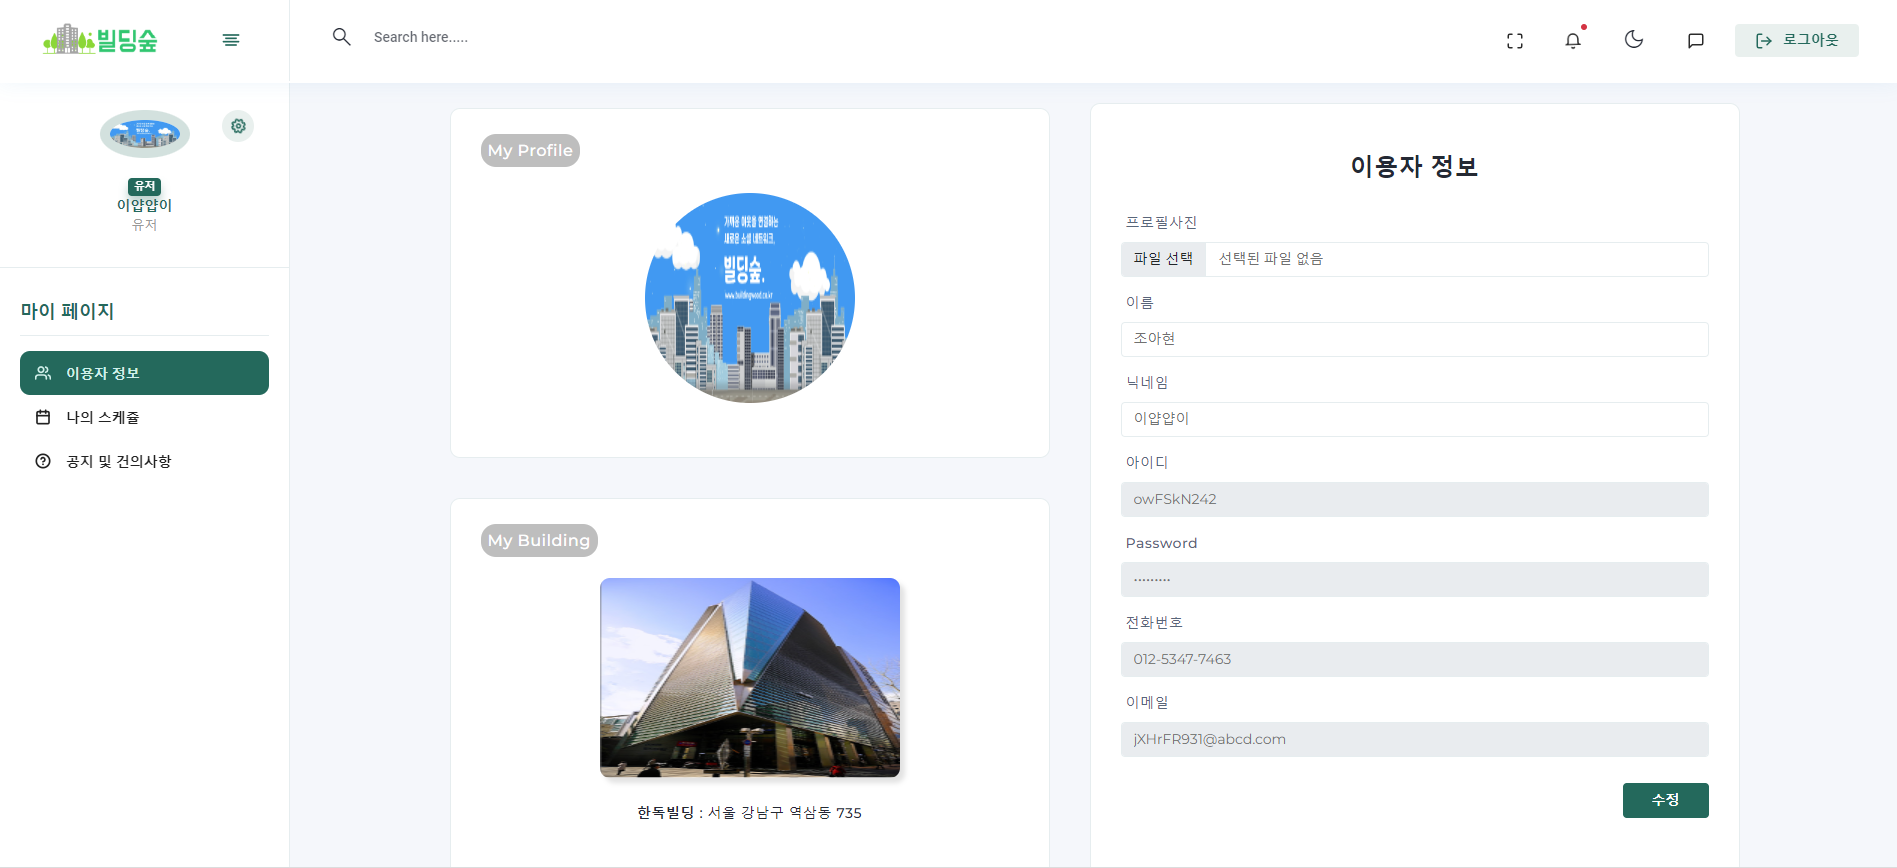 빌딩숲
Search here.....
로그아웃
유저
이얍얍이
유저
마이 페이지
이용자 정보
나의 스케쥴
공지 및 건의사항
My Profile
가까운 이웃을 연결하는
새로운 소셜 네트워크.
빌딩숲.
www.buildingwood.co.kr
My Building
한독빌딩 : 서울 강남구 역삼동 735
이용자 정보
프로필사진
파일 선택 선택된 파일 없음
이름
조아현
닉네임
이얍얍이
아이디
owFSkN242
Password
·········
전화번호
012-5347-7463
이메일
jXHrFR931@abcd.com
수정